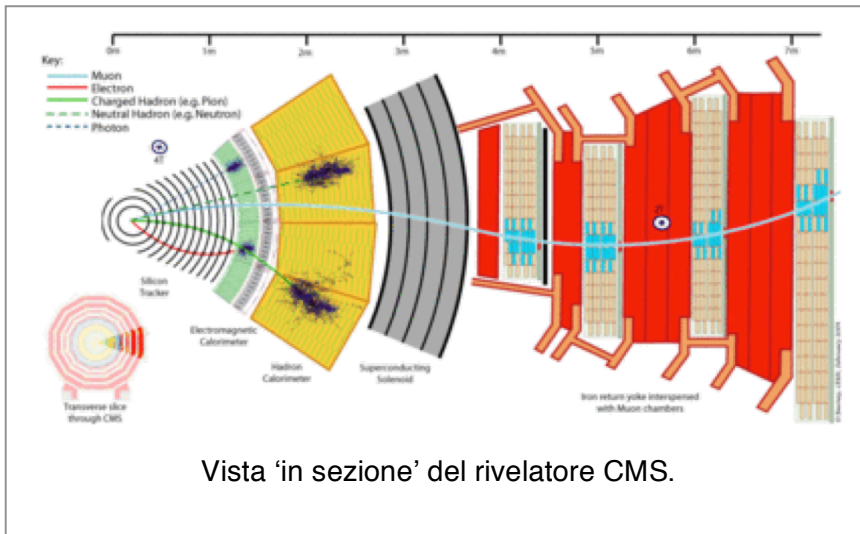 0m 1m 2m 3m 4m 5m 6m 7m
Key:
Muon
Electron
Charged Hadron (e.g. Pion)
Neutral Hadron (e.g. Neutron)
Photon
4T
2T
Silicon
Tracker
Electromagnetic
Calorimeter
Hadron
Calorimeter
Superconducting
Solenoid
Iron return yoke interspersed
with Muon chambers
Transverse slice
through CMS
Vista ‘in sezione’ del rivelatore CMS.